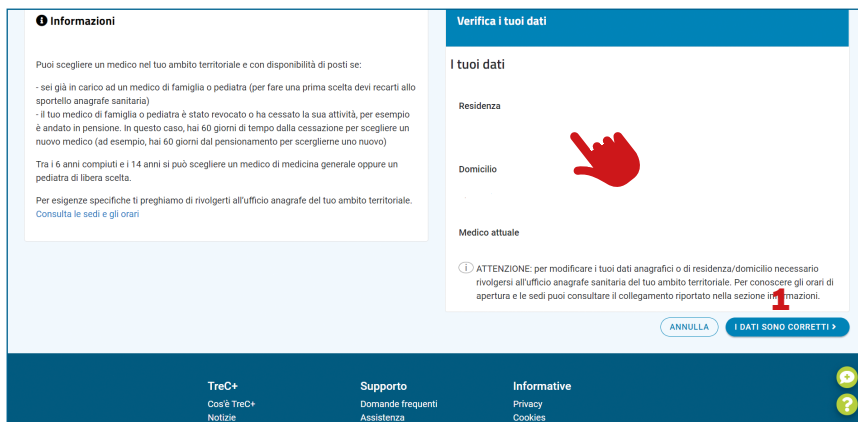 Informazioni
Puoi scegliere un medico nel tuo ambito territoriale e con disponibilità di posti se:
- sei già in carico ad un medico di famiglia o pediatra (per fare una prima scelta devi recarti allo
sportello anagrafe sanitaria)
- il tuo medico di famiglia o pediatra è stato revocato o ha cessato la sua attività, per esempio
è andato in pensione. In questo caso, hai 60 giorni di tempo dalla cessazione per scegliere un
nuovo medico (ad esempio, hai 60 giorni dal pensionamento per scerglierne uno nuovo)
Tra i 6 anni compiuti e i 14 anni si può scegliere un medico di medicina generale oppure un
pediatra di libera scelta.
Per esigenze specifiche ti preghiamo di rivolgerti all'ufficio anagrafe del tuo ambito territoriale.
Consulta le sedi e gli orari
Verifica i tuoi dati
I tuoi dati
Residenza
Domicilio
Medico attuale
ATTENZIONE: per modificare i tuoi dati anagrafici o di residenza/domicilio necessario
rivolgersi all'ufficio anagrafe sanitaria del tuo ambito territoriale. Per conoscere gli orari di
apertura e le sedi puoi consultare il collegamento riportato nella sezione informazioni.
1
ANNULLA
I DATI SONO CORRETTI >
TreC+
Cos'è TreC+
Notizie
Supporto
Domande frequenti
Assistenza
Informative
Privacy
Cookies
?